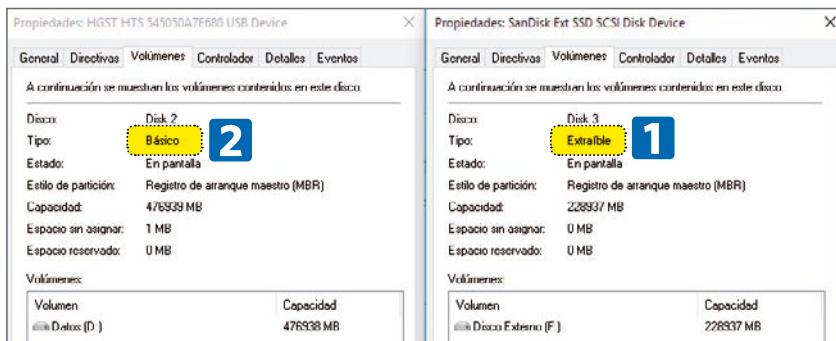 Propiedades: HGST HTS 545050A7E680 USB Device
General Directivas Volúmenes Controlador Detalles Eventos
A continuación se muestran los volúmenes contenidos en este disco.
Disco: Disk 2
Tipo: Básico
2
Estado: En pantalla
Estilo de partición: Registro de arranque maestro (MBR)
Capacidad: 476939 MB
Espacio sin asignar: 1 MB
Espacio reservado: 0 MB
Volúmenes:
Volumen Capacidad
Datos (D:) 476938 MB
Propiedades: SanDisk Ext SSD SCSI Disk Device
General Directivas Volúmenes Controlador Detalles Eventos
A continuación se muestran los volúmenes contenidos en este disco.
Disco: Disk 3
Tipo: Extraíble
1
Estado: En pantalla
Estilo de partición: Registro de arranque maestro (MBR)
Capacidad: 228937 MB
Espacio sin asignar: 0 MB
Espacio reservado: 0 MB
Volúmenes:
Volumen Capacidad
Disco Externo (F:) 228937 MB